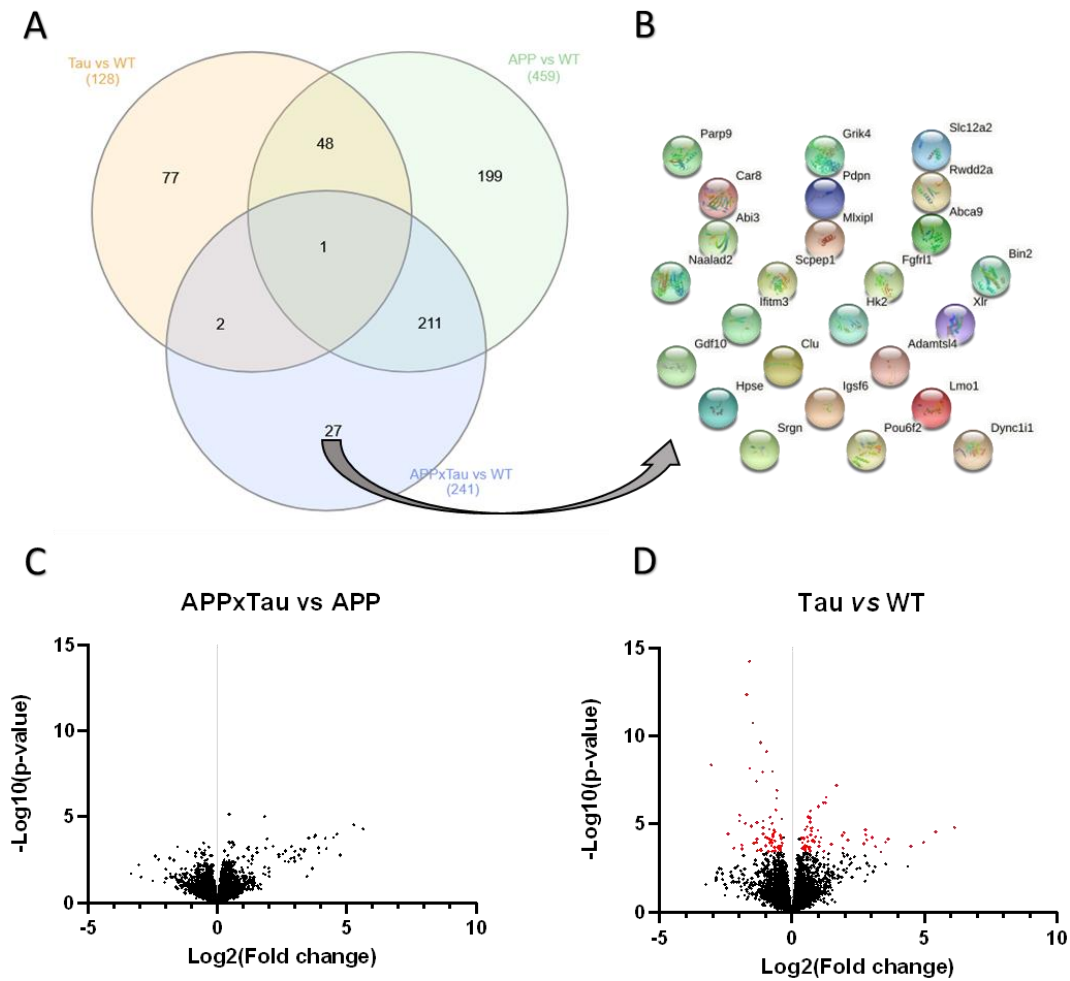 A
B
Tau vs WT
(128)
APP vs WT
(459)
48
77
199
1
2
211
27
APPxTau vs WT
(241)
Parp9
Grik4
Slc12a2
Car8
Pdpn
Rwdd2a
Abi3
Mlxipl
Abca9
Naalad2
Scpep1
Fgfrl1
Bin2
Ifitm3
Hk2
Xlr
Gdf10
Clu
Adamtsl4
Hpse
Igsf6
Lmo1
Srgn
Pou6f2
Dync1i1
C
D
APPxTau vs APP
Tau vs WT
-Log10(p-value)
15
10
5
0
-5
0
5
10
Log2(Fold change)
-Log10(p-value)
15
10
5
0
-5
0
5
10
Log2(Fold change)